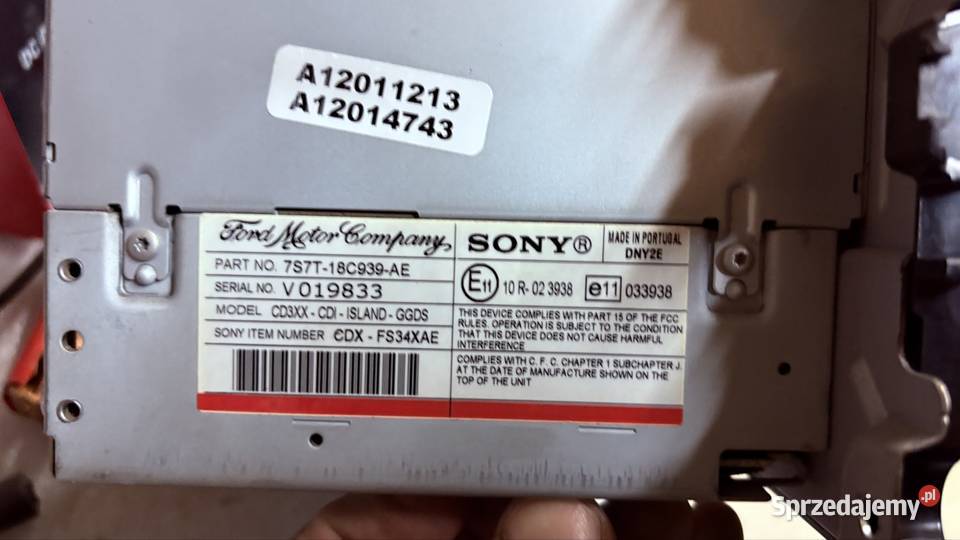 DC
A12011213
A12014743
Ford Motor Company
PART NO. 7S7T-18C939-AE
SERIAL NO. V019833
MODEL CD3XX - CDI - ISLAND - GGDS
SONY ITEM NUMBER CDX - FS34XAE
SONY®
MADE IN PORTUGAL
DNY2E
E11 10 R- 02 3938 e11 033938
THIS DEVICE COMPLIES WITH PART 15 OF THE FCC
RULES. OPERATION IS SUBJECT TO THE CONDITION
THAT THIS DEVICE DOES NOT CAUSE HARMFUL
INTERFERENCE
COMPLIES WITH C. F. C. CHAPTER 1 SUBCHAPTER J.
AT THE DATE OF MANUFACTURE SHOWN ON THE
TOP OF THE UNIT
Sprzedajemy.pl